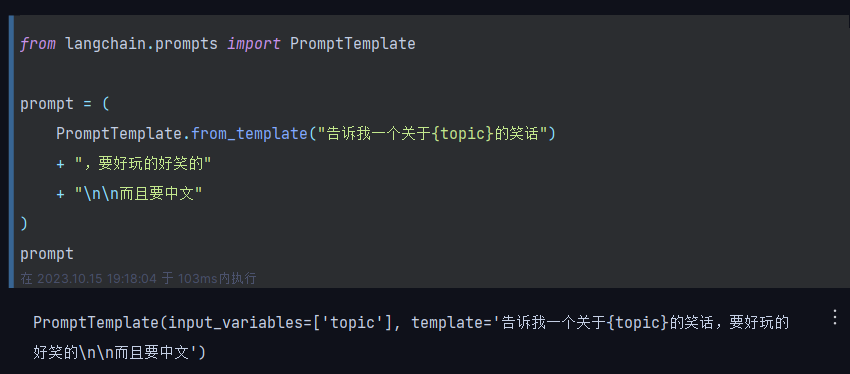 from langchain.prompts import PromptTemplate
prompt = (
PromptTemplate.from_template("告诉我一个关于{topic}的笑话")
+ "，要好玩的好笑的"
+ "\n\n而且要中文"
)
prompt
在 2023.10.15 19:18:04 于 103ms内执行
PromptTemplate(input_variables=['topic'], template='告诉我一个关于{topic}的笑话，要好玩的
好笑的\n\n而且要中文')